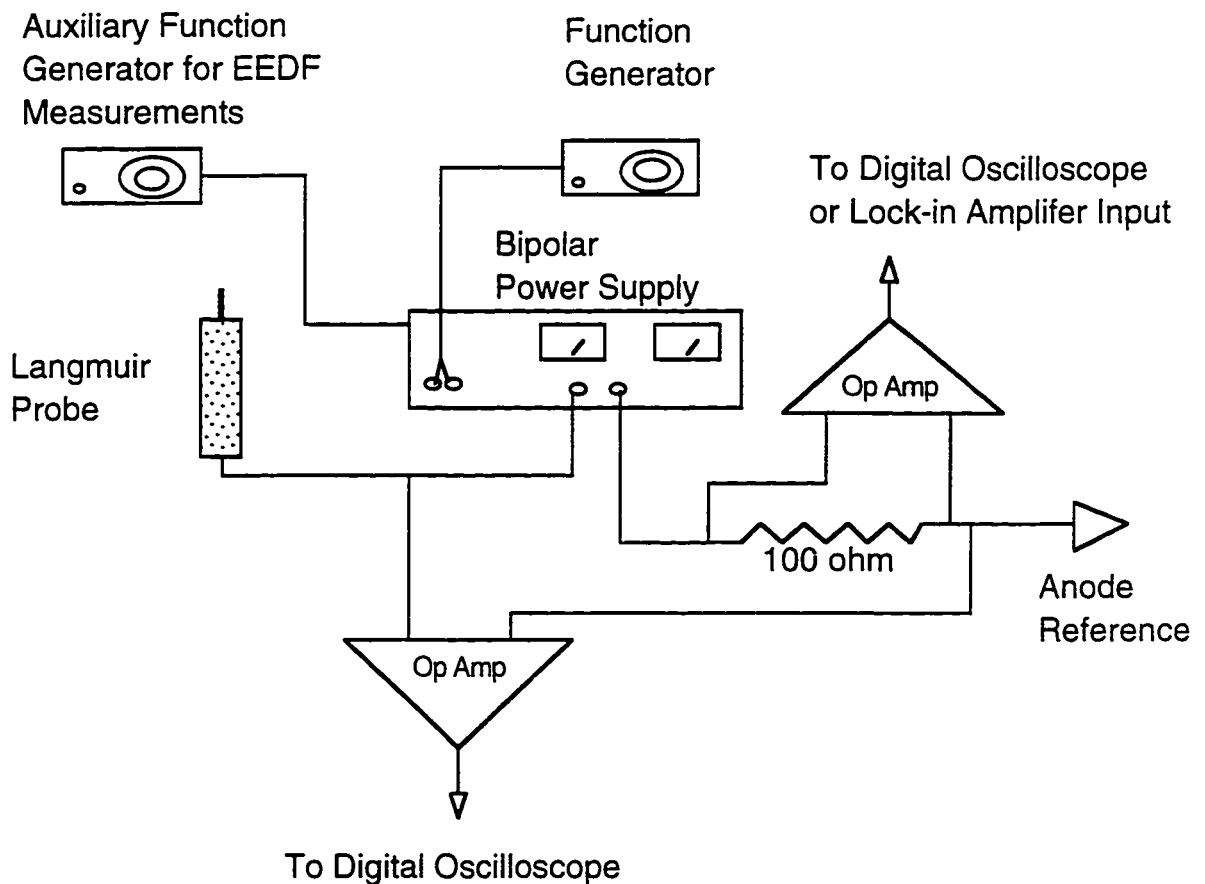 Auxiliary Function
Generator for EEDF
Measurements
Function
Generator
To Digital Oscilloscope
or Lock-in Amplifer Input
Bipolar
Power Supply
Langmuir
Probe
Op Amp
100 ohm
Anode
Reference
Op Amp
To Digital Oscilloscope